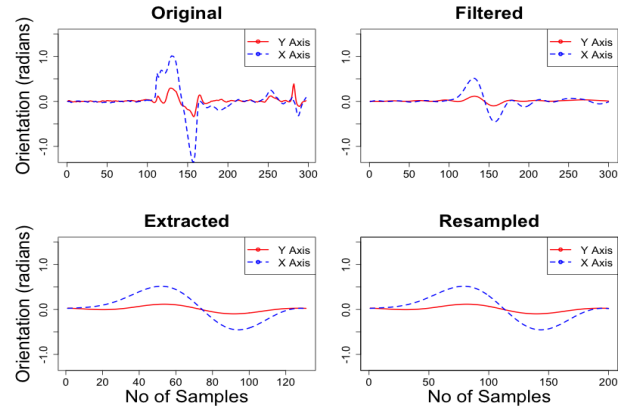 Original
Filtered
Orientation (radians)
1.0
0.0
-1.0
Y Axis
X Axis
0 50 100 150 200 250 300
1.0
0.0
-1.0
Y Axis
X Axis
0 50 100 150 200 250 300
Extracted
Resampled
Orientation (radians)
1.0
0.0
-1.0
Y Axis
X Axis
0 20 40 60 80 100 120
No of Samples
1.0
0.0
-1.0
Y Axis
X Axis
0 50 100 150 200
No of Samples